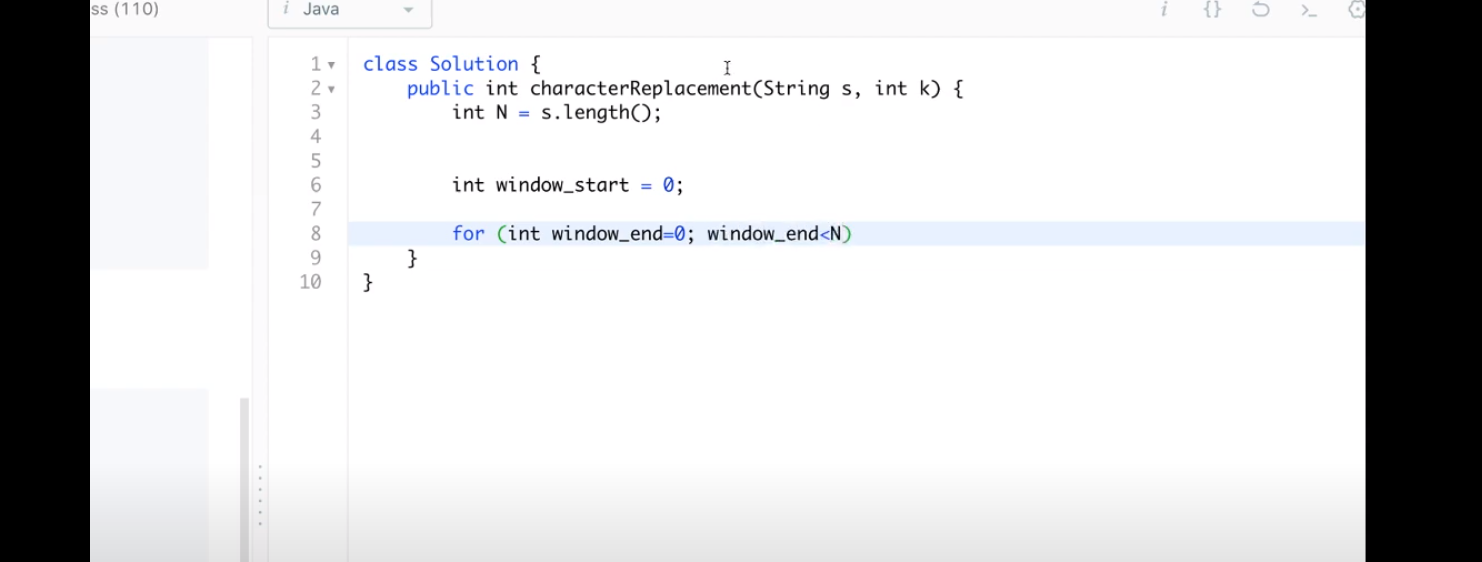 ss (110)
i Java
i {} >_
1 class Solution {
2 public int characterReplacement(String s, int k) {
3 int N = s.length();
4
5
6 int window_start = 0;
7
8 for (int window_end=0; window_end<N)
9 }
10 }